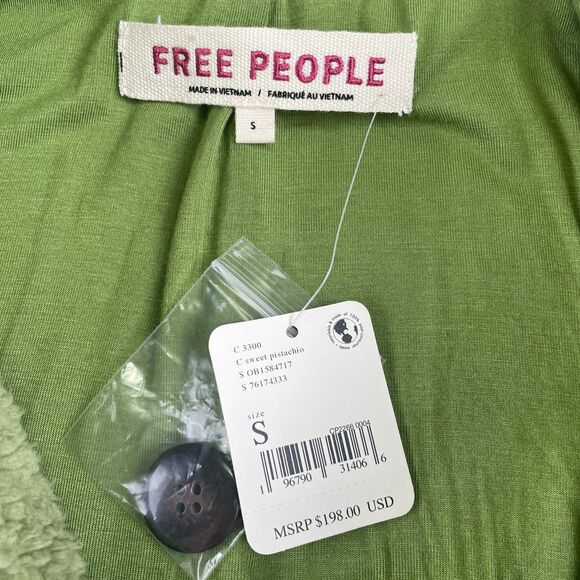 FREE PEOPLE
MADE IN VIETNAM / FABRIQUÉ AU VIETNAM
S
C 3300
C sweet pistachio
S OB1584717
S 76174333
size
S
CP2266 0004
1 96790 31406 6
MSRP $198.00 USD